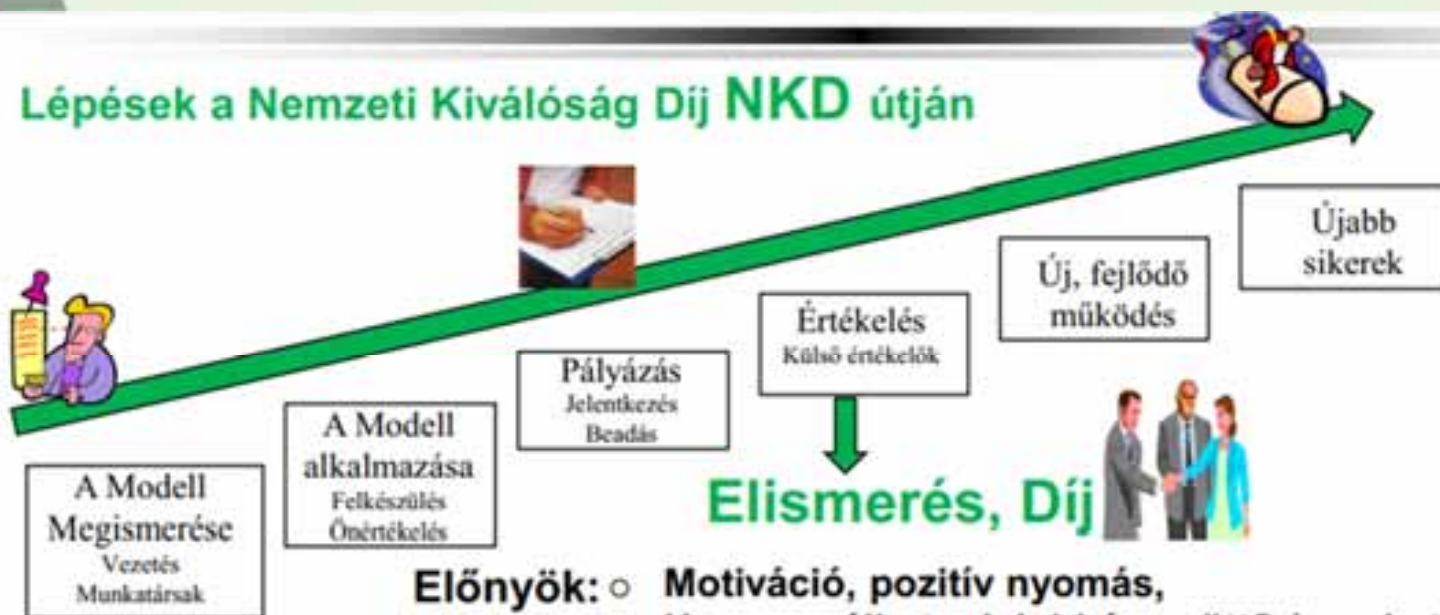 Lépések a Nemzeti Kiválóság Díj NKD útján
A Modell
Megismerése
Vezetés
Munkatársak
A Modell
alkalmazása
Felkészülés
Önértékelés
Pályázás
Jelentkezés
Beadás
Értékelés
Külső értékelők
Új, fejlődő
működés
Újabb
sikerek
Elismerés, Díj
Előnyök: ○ Motiváció, pozitív nyomás,